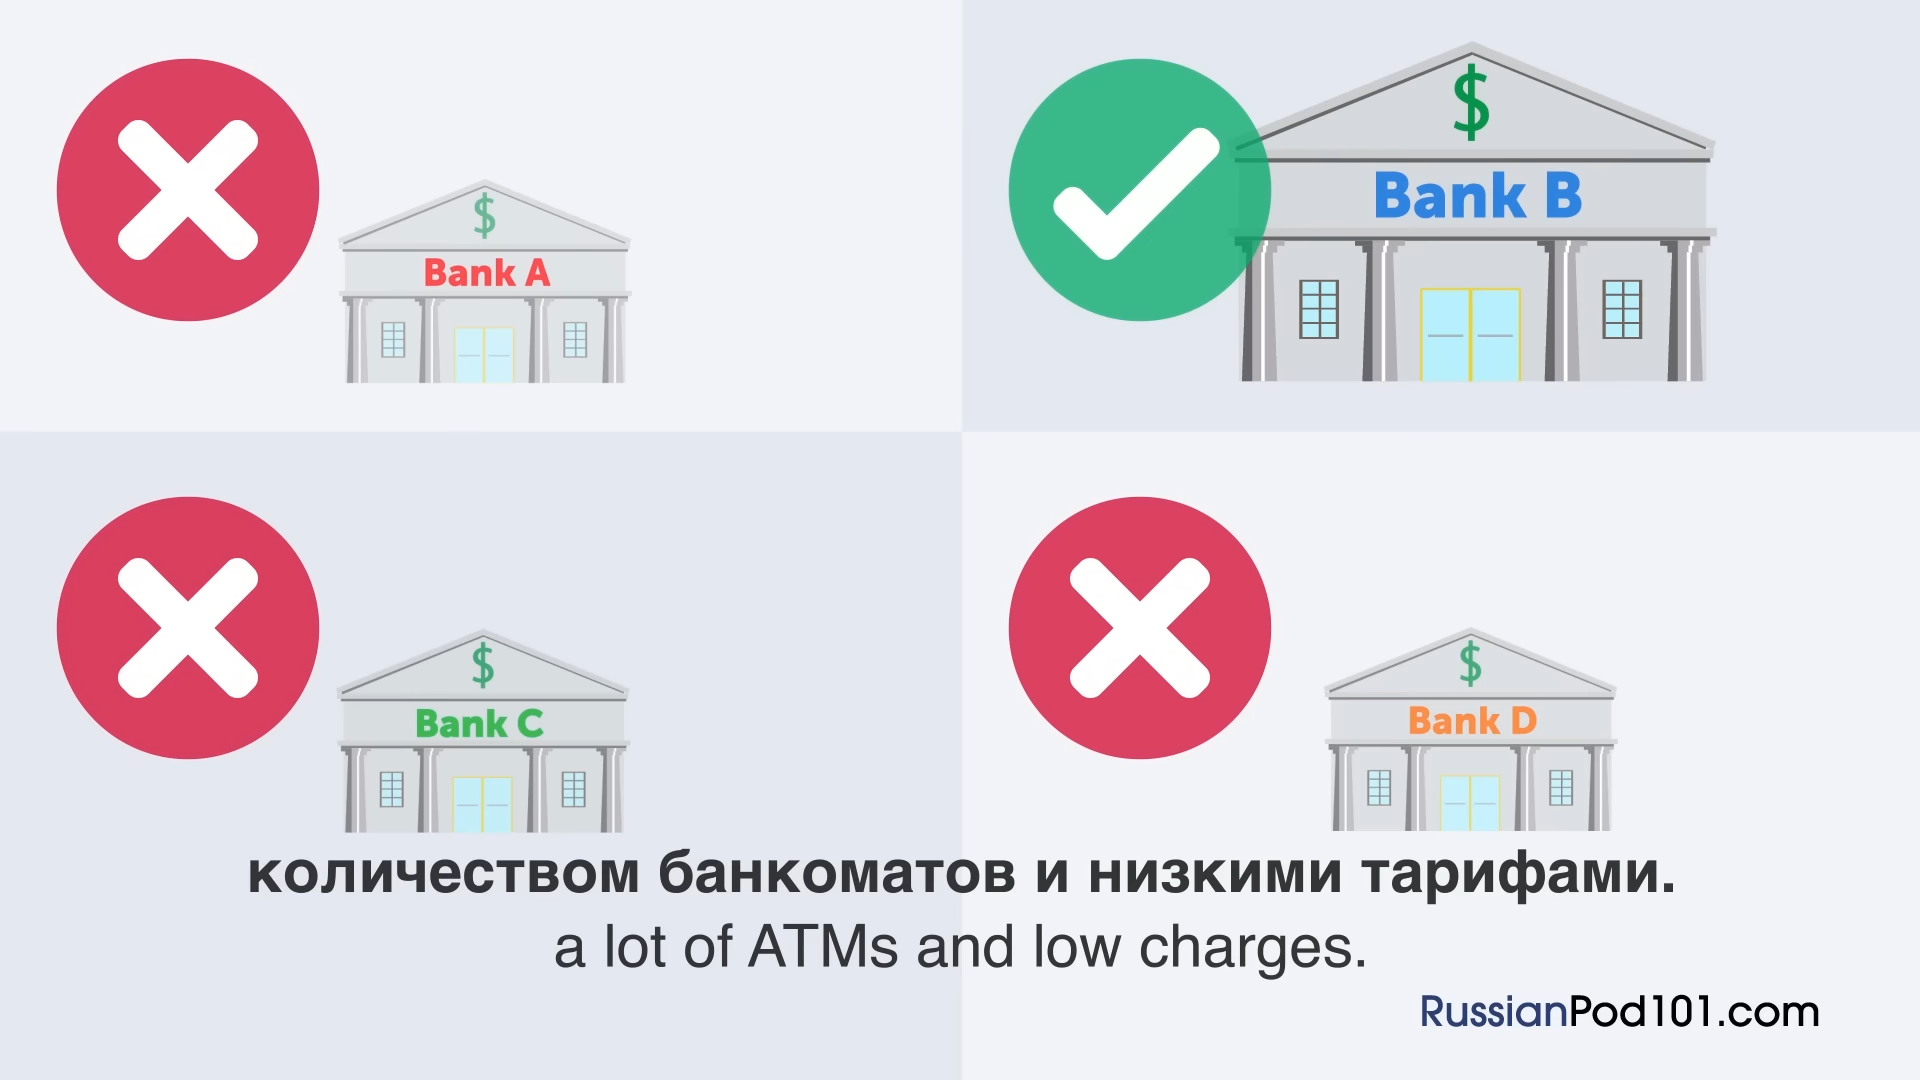 $
Bank A
$
Bank B
$
Bank C
$
Bank D
количеством банкоматов и низкими тарифами.
a lot of ATMs and low charges.
RussianPod101.com